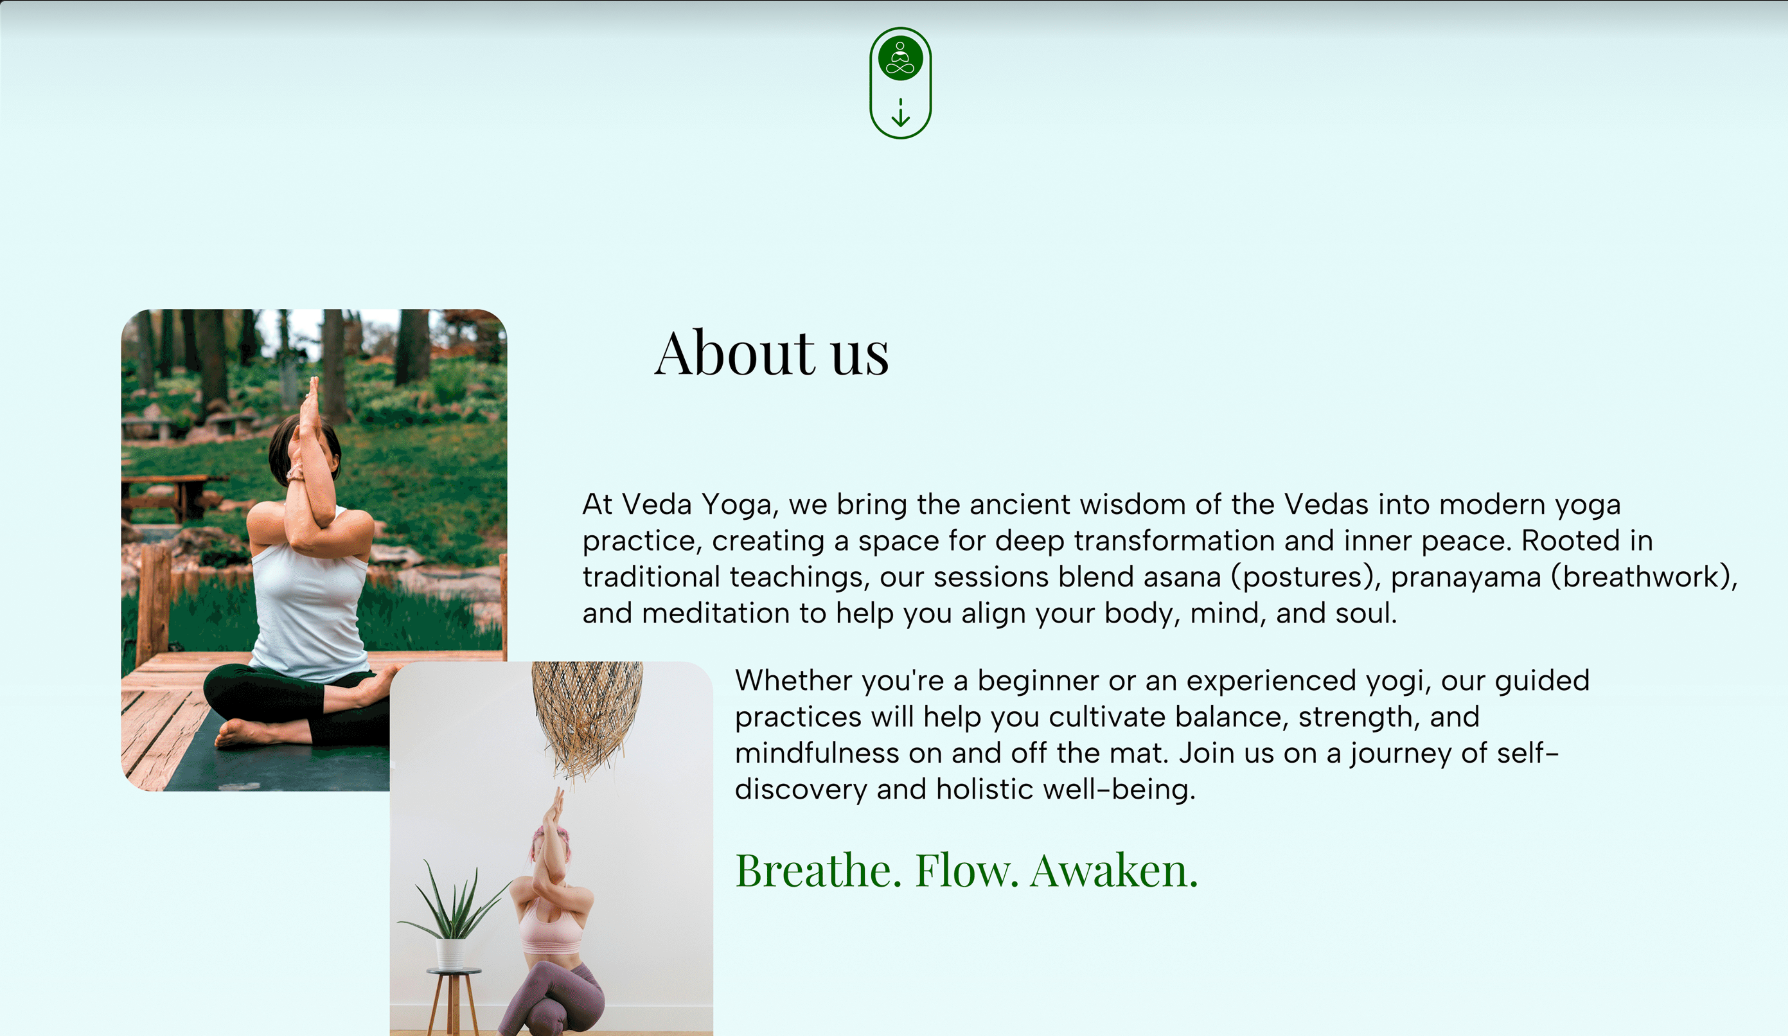 About us
At Veda Yoga, we bring the ancient wisdom of the Vedas into modern yoga
practice, creating a space for deep transformation and inner peace. Rooted in
traditional teachings, our sessions blend asana (postures), pranayama (breathwork),
and meditation to help you align your body, mind, and soul.
Whether you're a beginner or an experienced yogi, our guided
practices will help you cultivate balance, strength, and
mindfulness on and off the mat. Join us on a journey of self-
discovery and holistic well-being.
Breathe. Flow. Awaken.